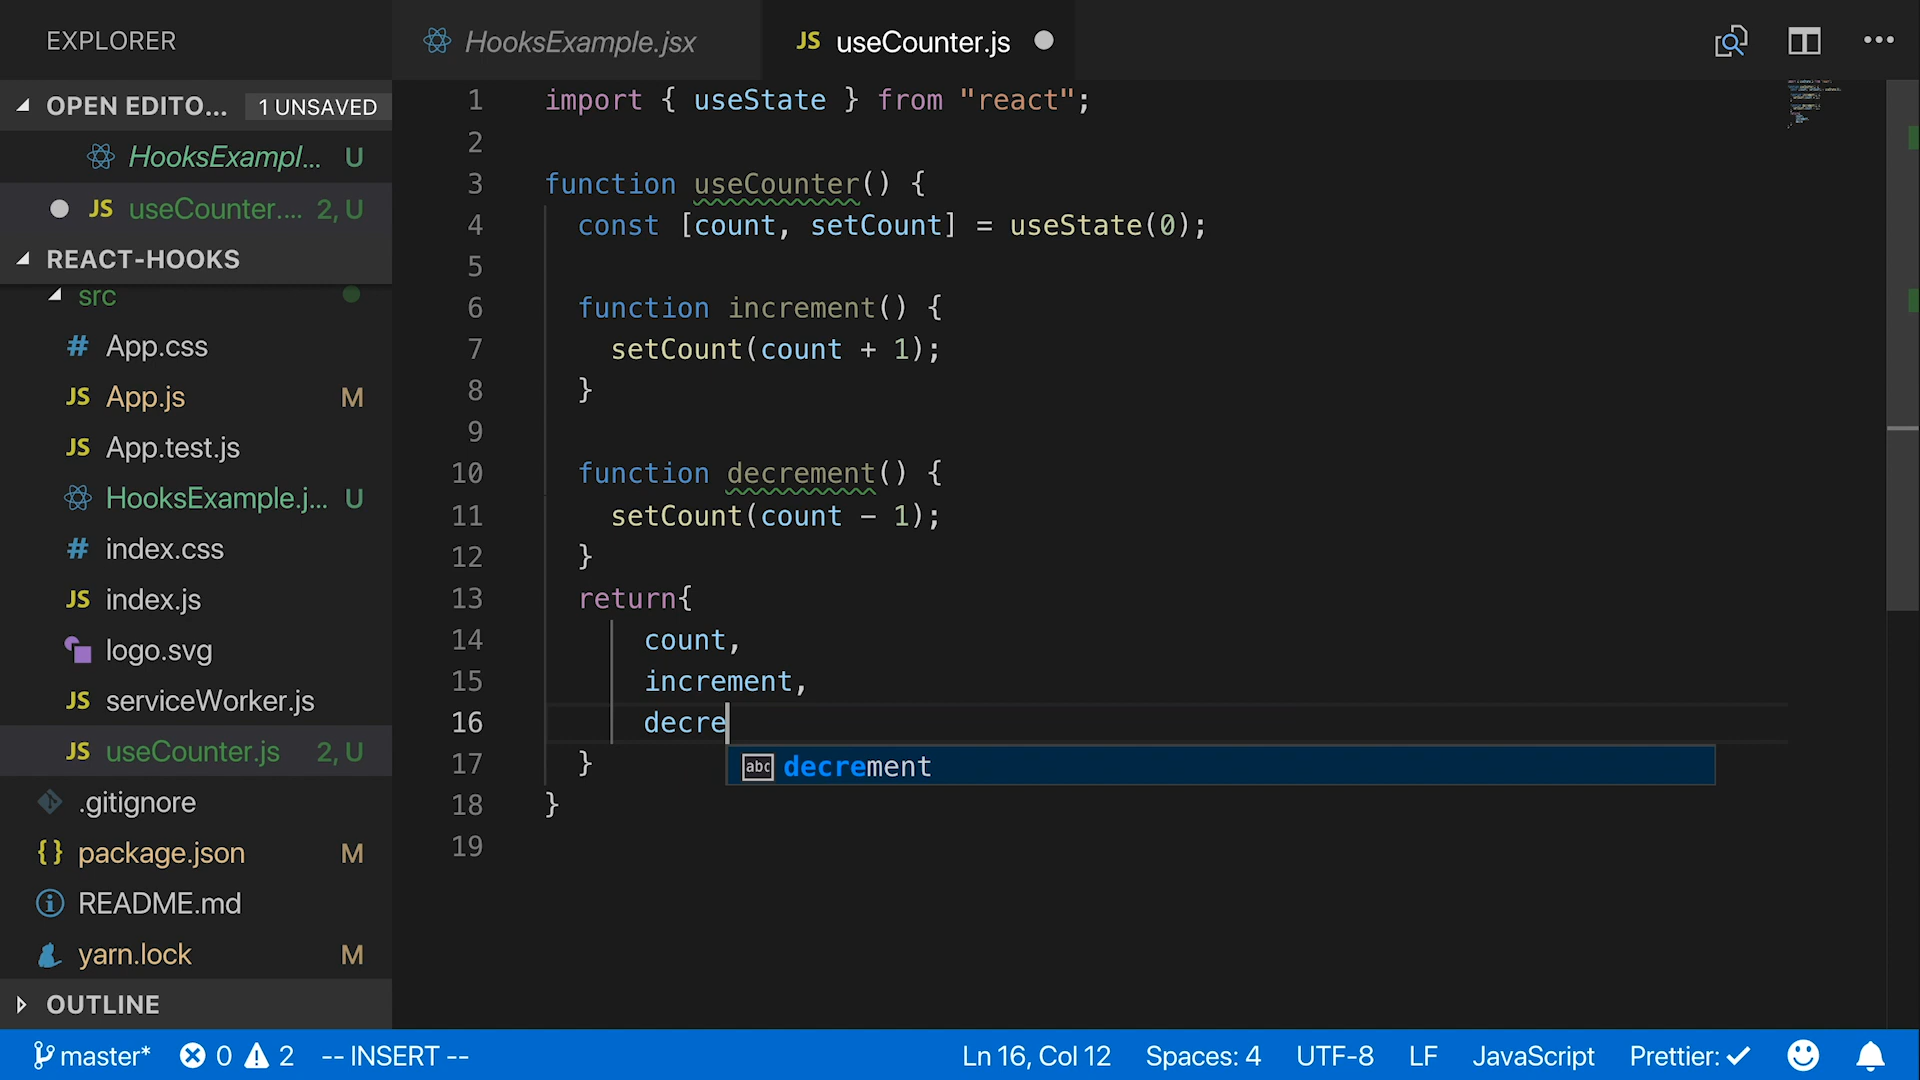 EXPLORER
OPEN EDITO... 1 UNSAVED
HooksExampl... U
JS useCounter.... 2, U
REACT-HOOKS
src
# App.css
JS App.js M
JS App.test.js
HooksExample.j... U
# index.css
JS index.js
logo.svg
JS serviceWorker.js
JS useCounter.js 2, U
.gitignore
{} package.json M
README.md
yarn.lock M
OUTLINE
HooksExample.jsx
JS useCounter.js
1 import { useState } from "react";
2
3 function useCounter() {
4 const [count, setCount] = useState(0);
5
6 function increment() {
7 setCount(count + 1);
8 }
9
10 function decrement() {
11 setCount(count - 1);
12 }
13 return{
14 count,
15 increment,
16 decre
abc decrement
17 }
18 }
19
master* 0 2 -- INSERT -- Ln 16, Col 12 Spaces: 4 UTF-8 LF JavaScript Prettier: ✓